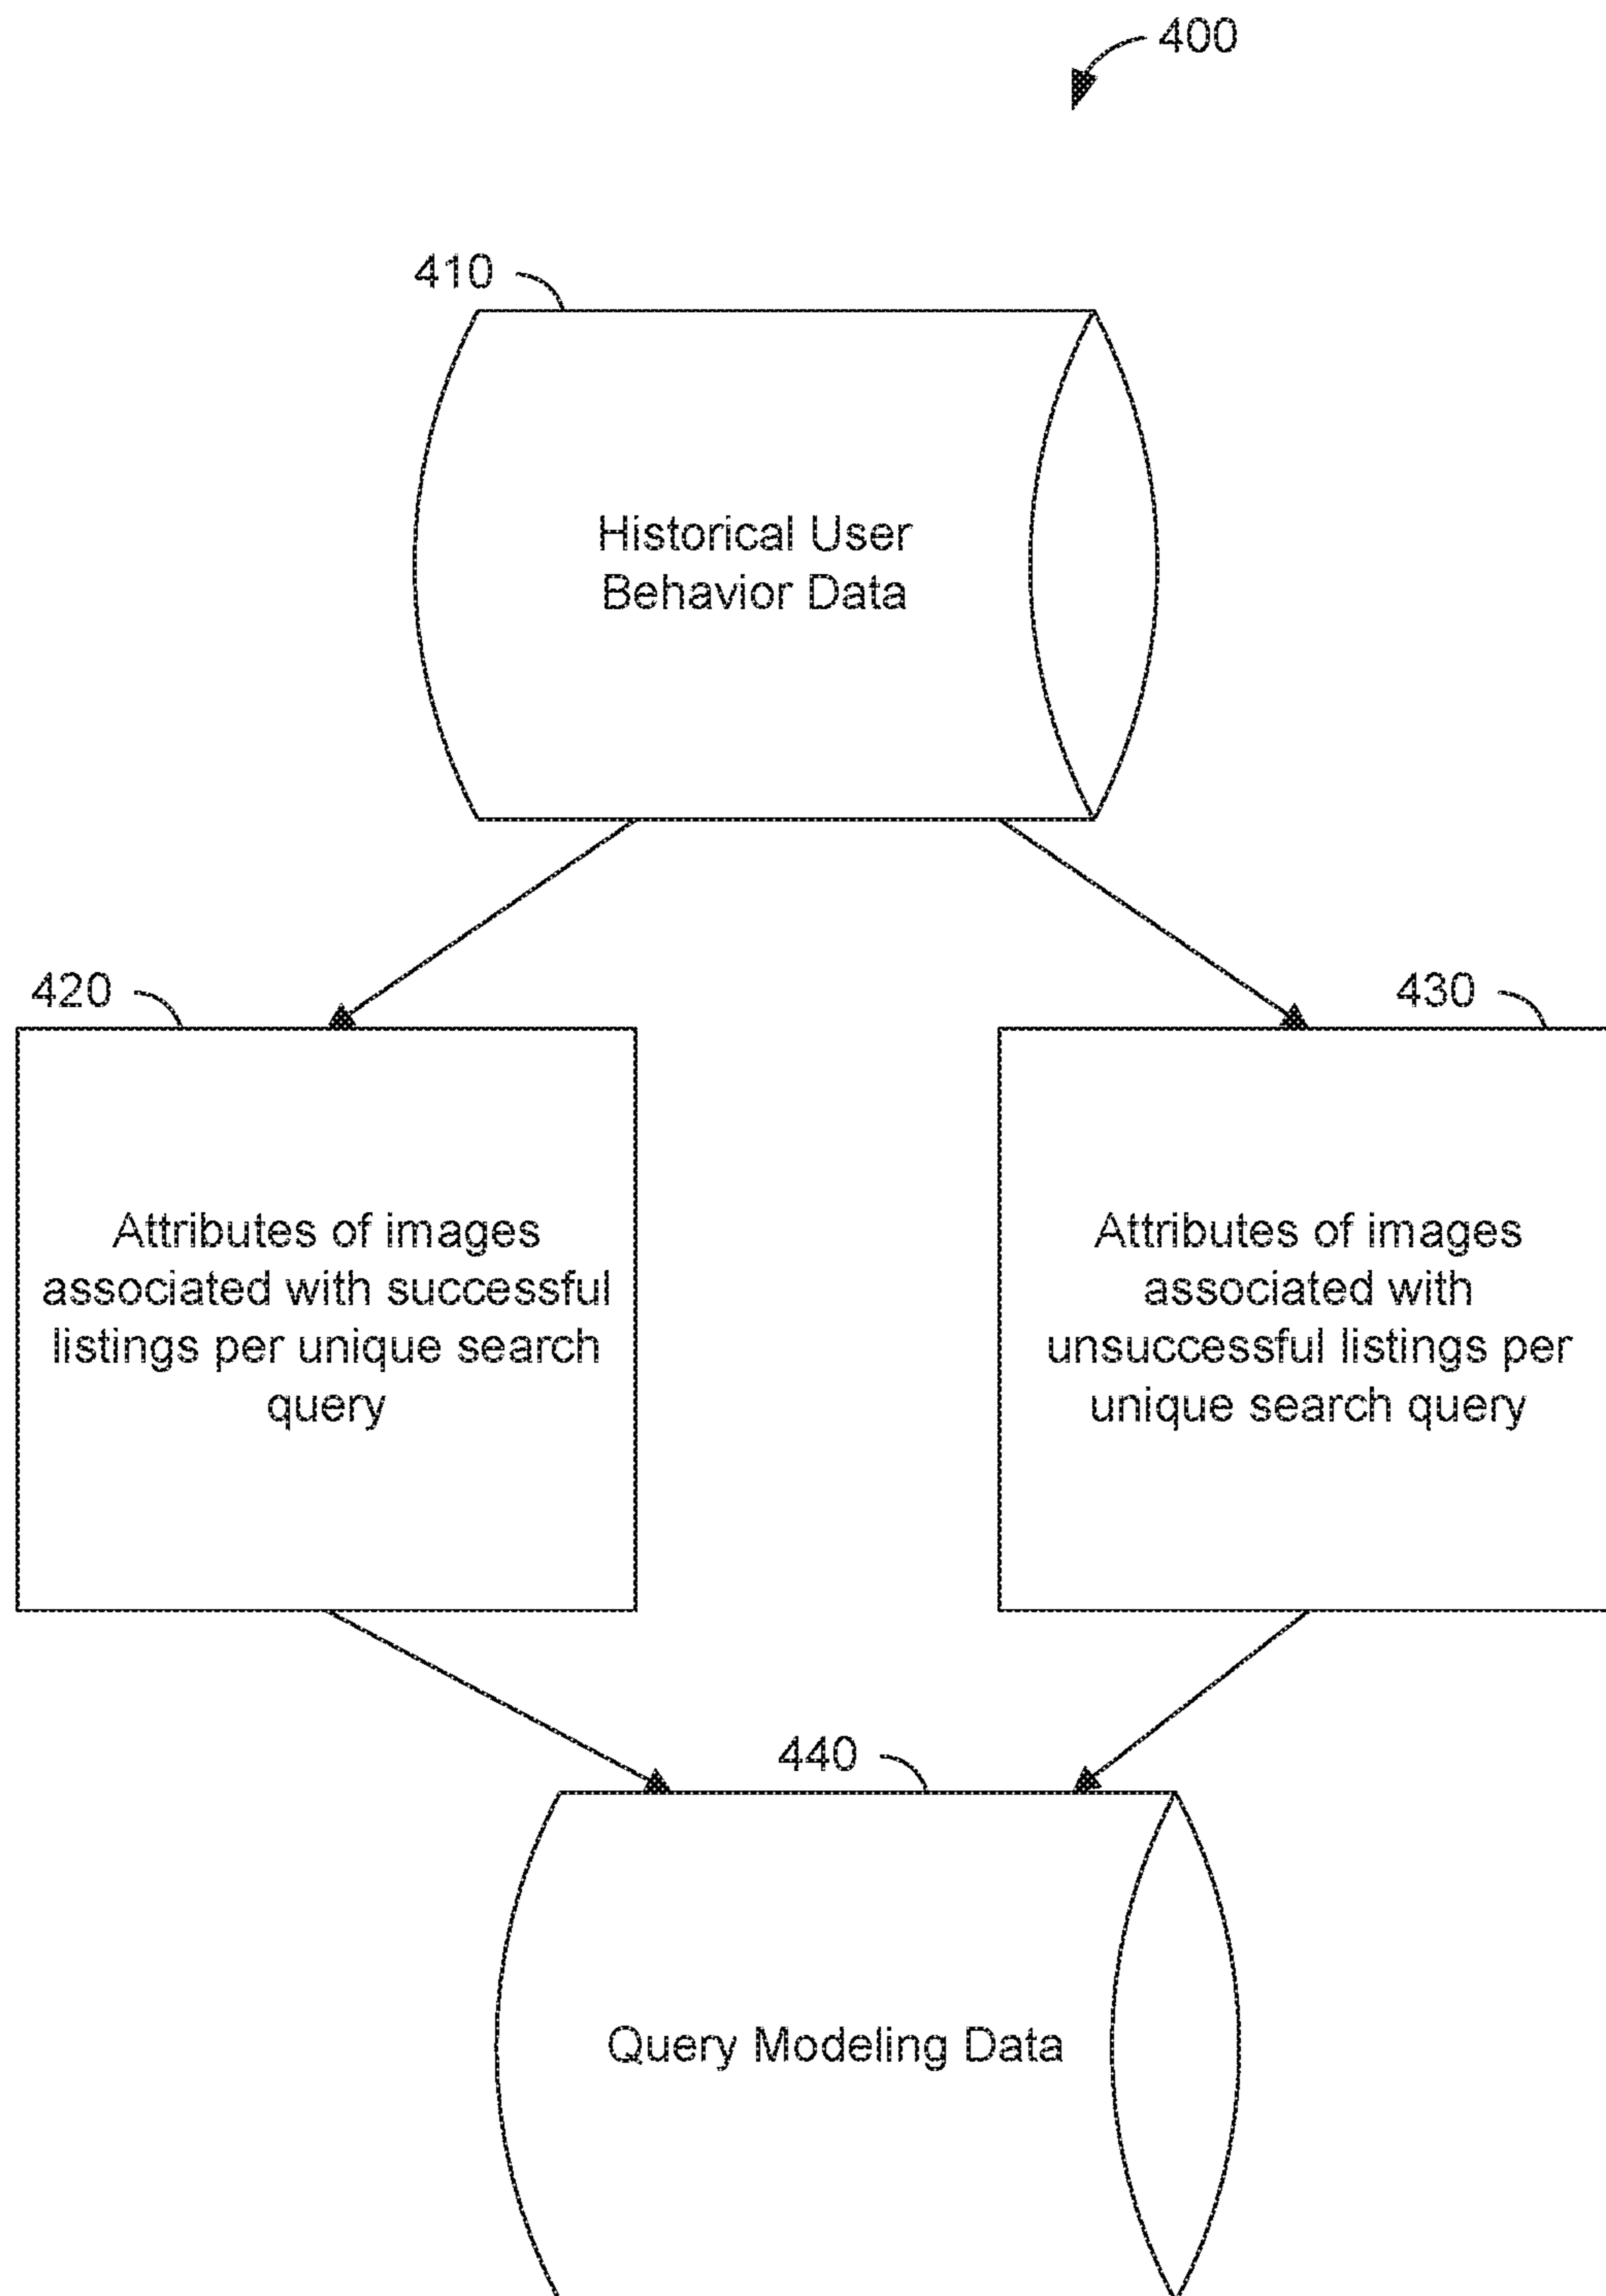 400
410
Historical User
Behavior Data
420
430
Attributes of images
associated with successful
listings per unique search
query
Attributes of images
associated with
unsuccessful listings per
unique search query
440
Query Modeling Data